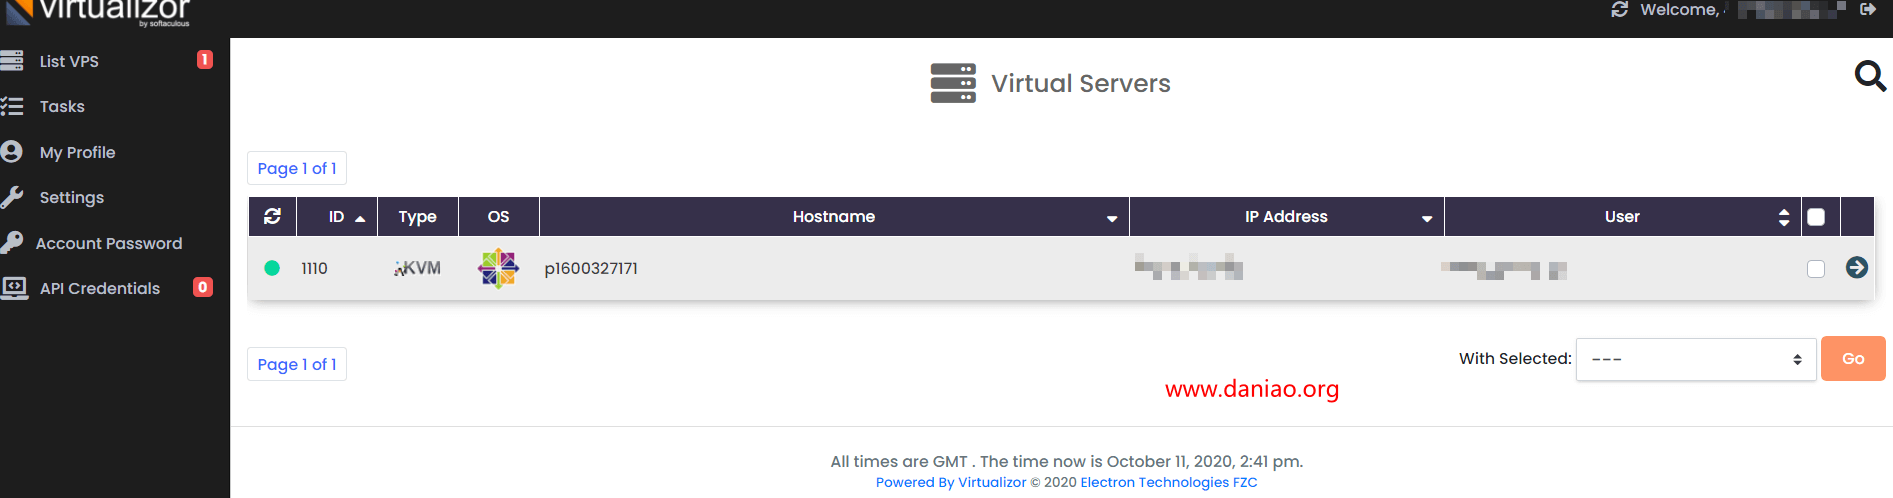 virtualizor
by softaculous
Welcome,
List VPS 1
Tasks
My Profile
Settings
Account Password
API Credentials 0
Virtual Servers
Page 1 of 1
ID Type OS Hostname IP Address User
1110 KVM p1600327171
Page 1 of 1
With Selected: --- Go
www.daniao.org
All times are GMT . The time now is October 11, 2020, 2:41 pm.
Powered By Virtualizor © 2020 Electron Technologies FZC